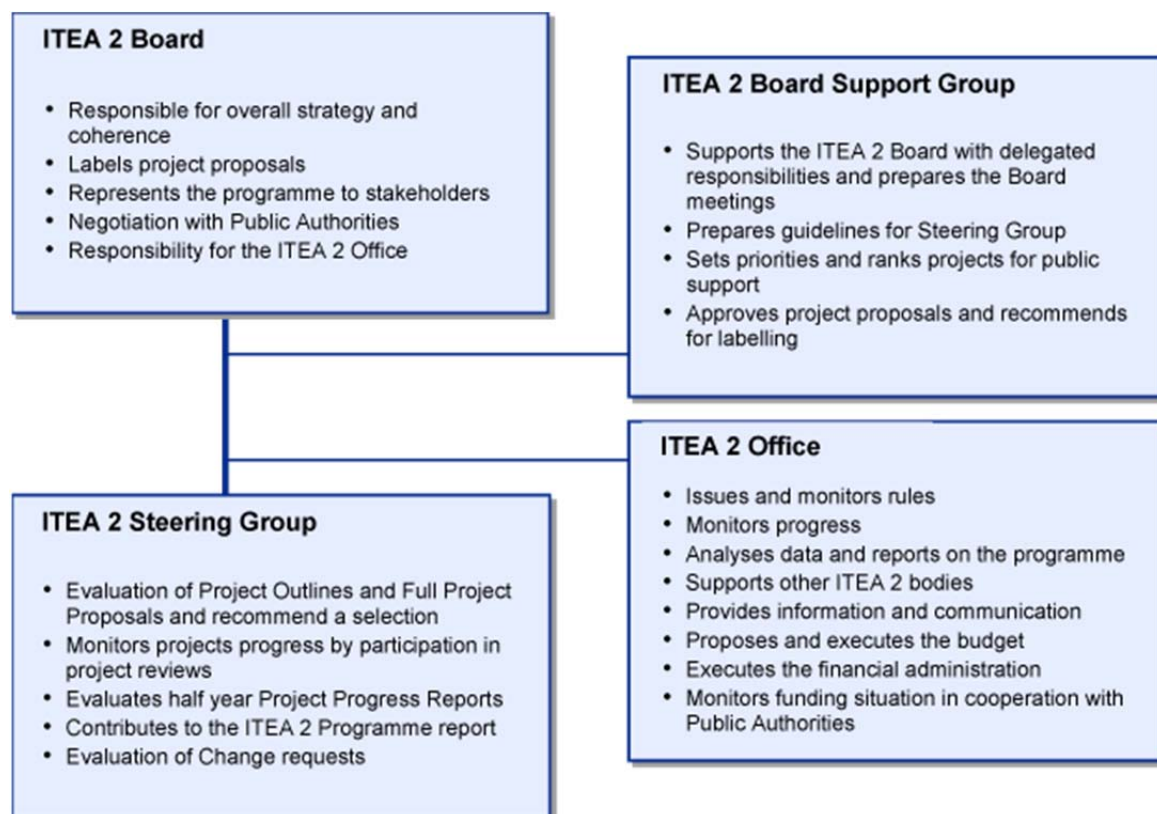 ITEA 2 Board
• Responsible for overall strategy and
coherence
• Labels project proposals
• Represents the programme to stakeholders
• Negotiation with Public Authorities
• Responsibility for the ITEA 2 Office
ITEA 2 Board Support Group
• Supports the ITEA 2 Board with delegated
responsibilities and prepares the Board
meetings
• Prepares guidelines for Steering Group
• Sets priorities and ranks projects for public
support
• Approves project proposals and recommends
for labelling
ITEA 2 Steering Group
• Evaluation of Project Outlines and Full Project
Proposals and recommend a selection
• Monitors projects progress by participation in
project reviews
• Evaluates half year Project Progress Reports
• Contributes to the ITEA 2 Programme report
• Evaluation of Change requests
ITEA 2 Office
• Issues and monitors rules
• Monitors progress
• Analyses data and reports on the programme
• Supports other ITEA 2 bodies
• Provides information and communication
• Proposes and executes the budget
• Executes the financial administration
• Monitors funding situation in cooperation with
Public Authorities